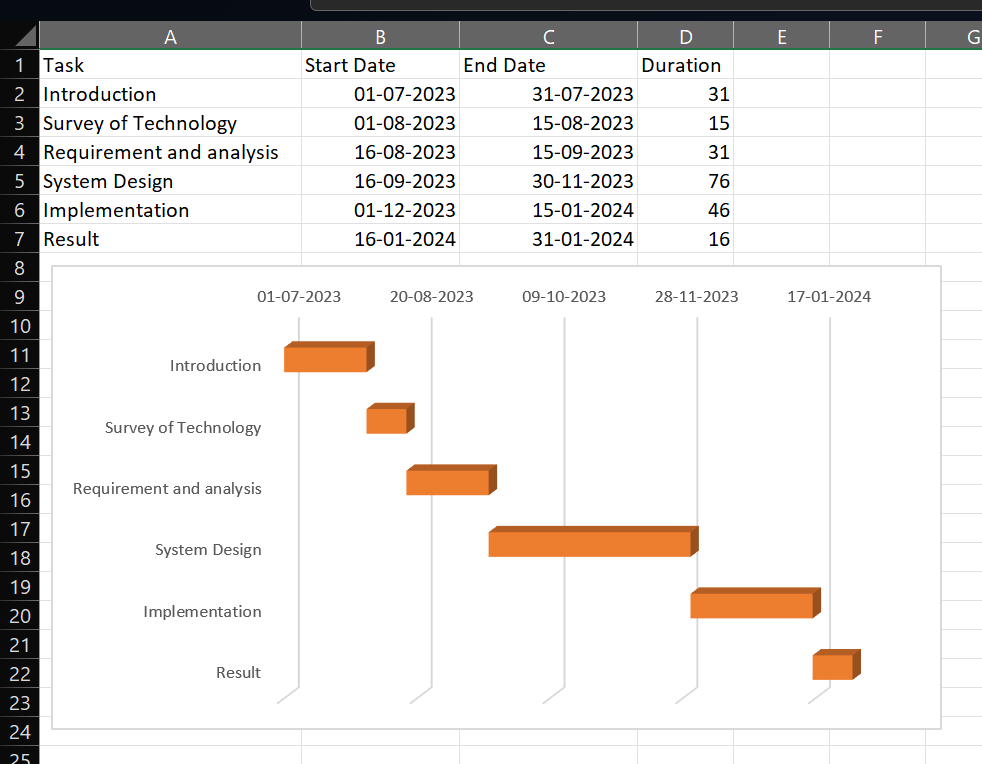 A B C D E F G
1 Task Start Date End Date Duration
2 Introduction 01-07-2023 31-07-2023 31
3 Survey of Technology 01-08-2023 15-08-2023 15
4 Requirement and analysis 16-08-2023 15-09-2023 31
5 System Design 16-09-2023 30-11-2023 76
6 Implementation 01-12-2023 15-01-2024 46
7 Result 16-01-2024 31-01-2024 16
8
9 01-07-2023 20-08-2023 09-10-2023 28-11-2023 17-01-2024
10
11 Introduction
12
13 Survey of Technology
14
15
16 Requirement and analysis
17
18 System Design
19
20 Implementation
21
22 Result
23
24
25